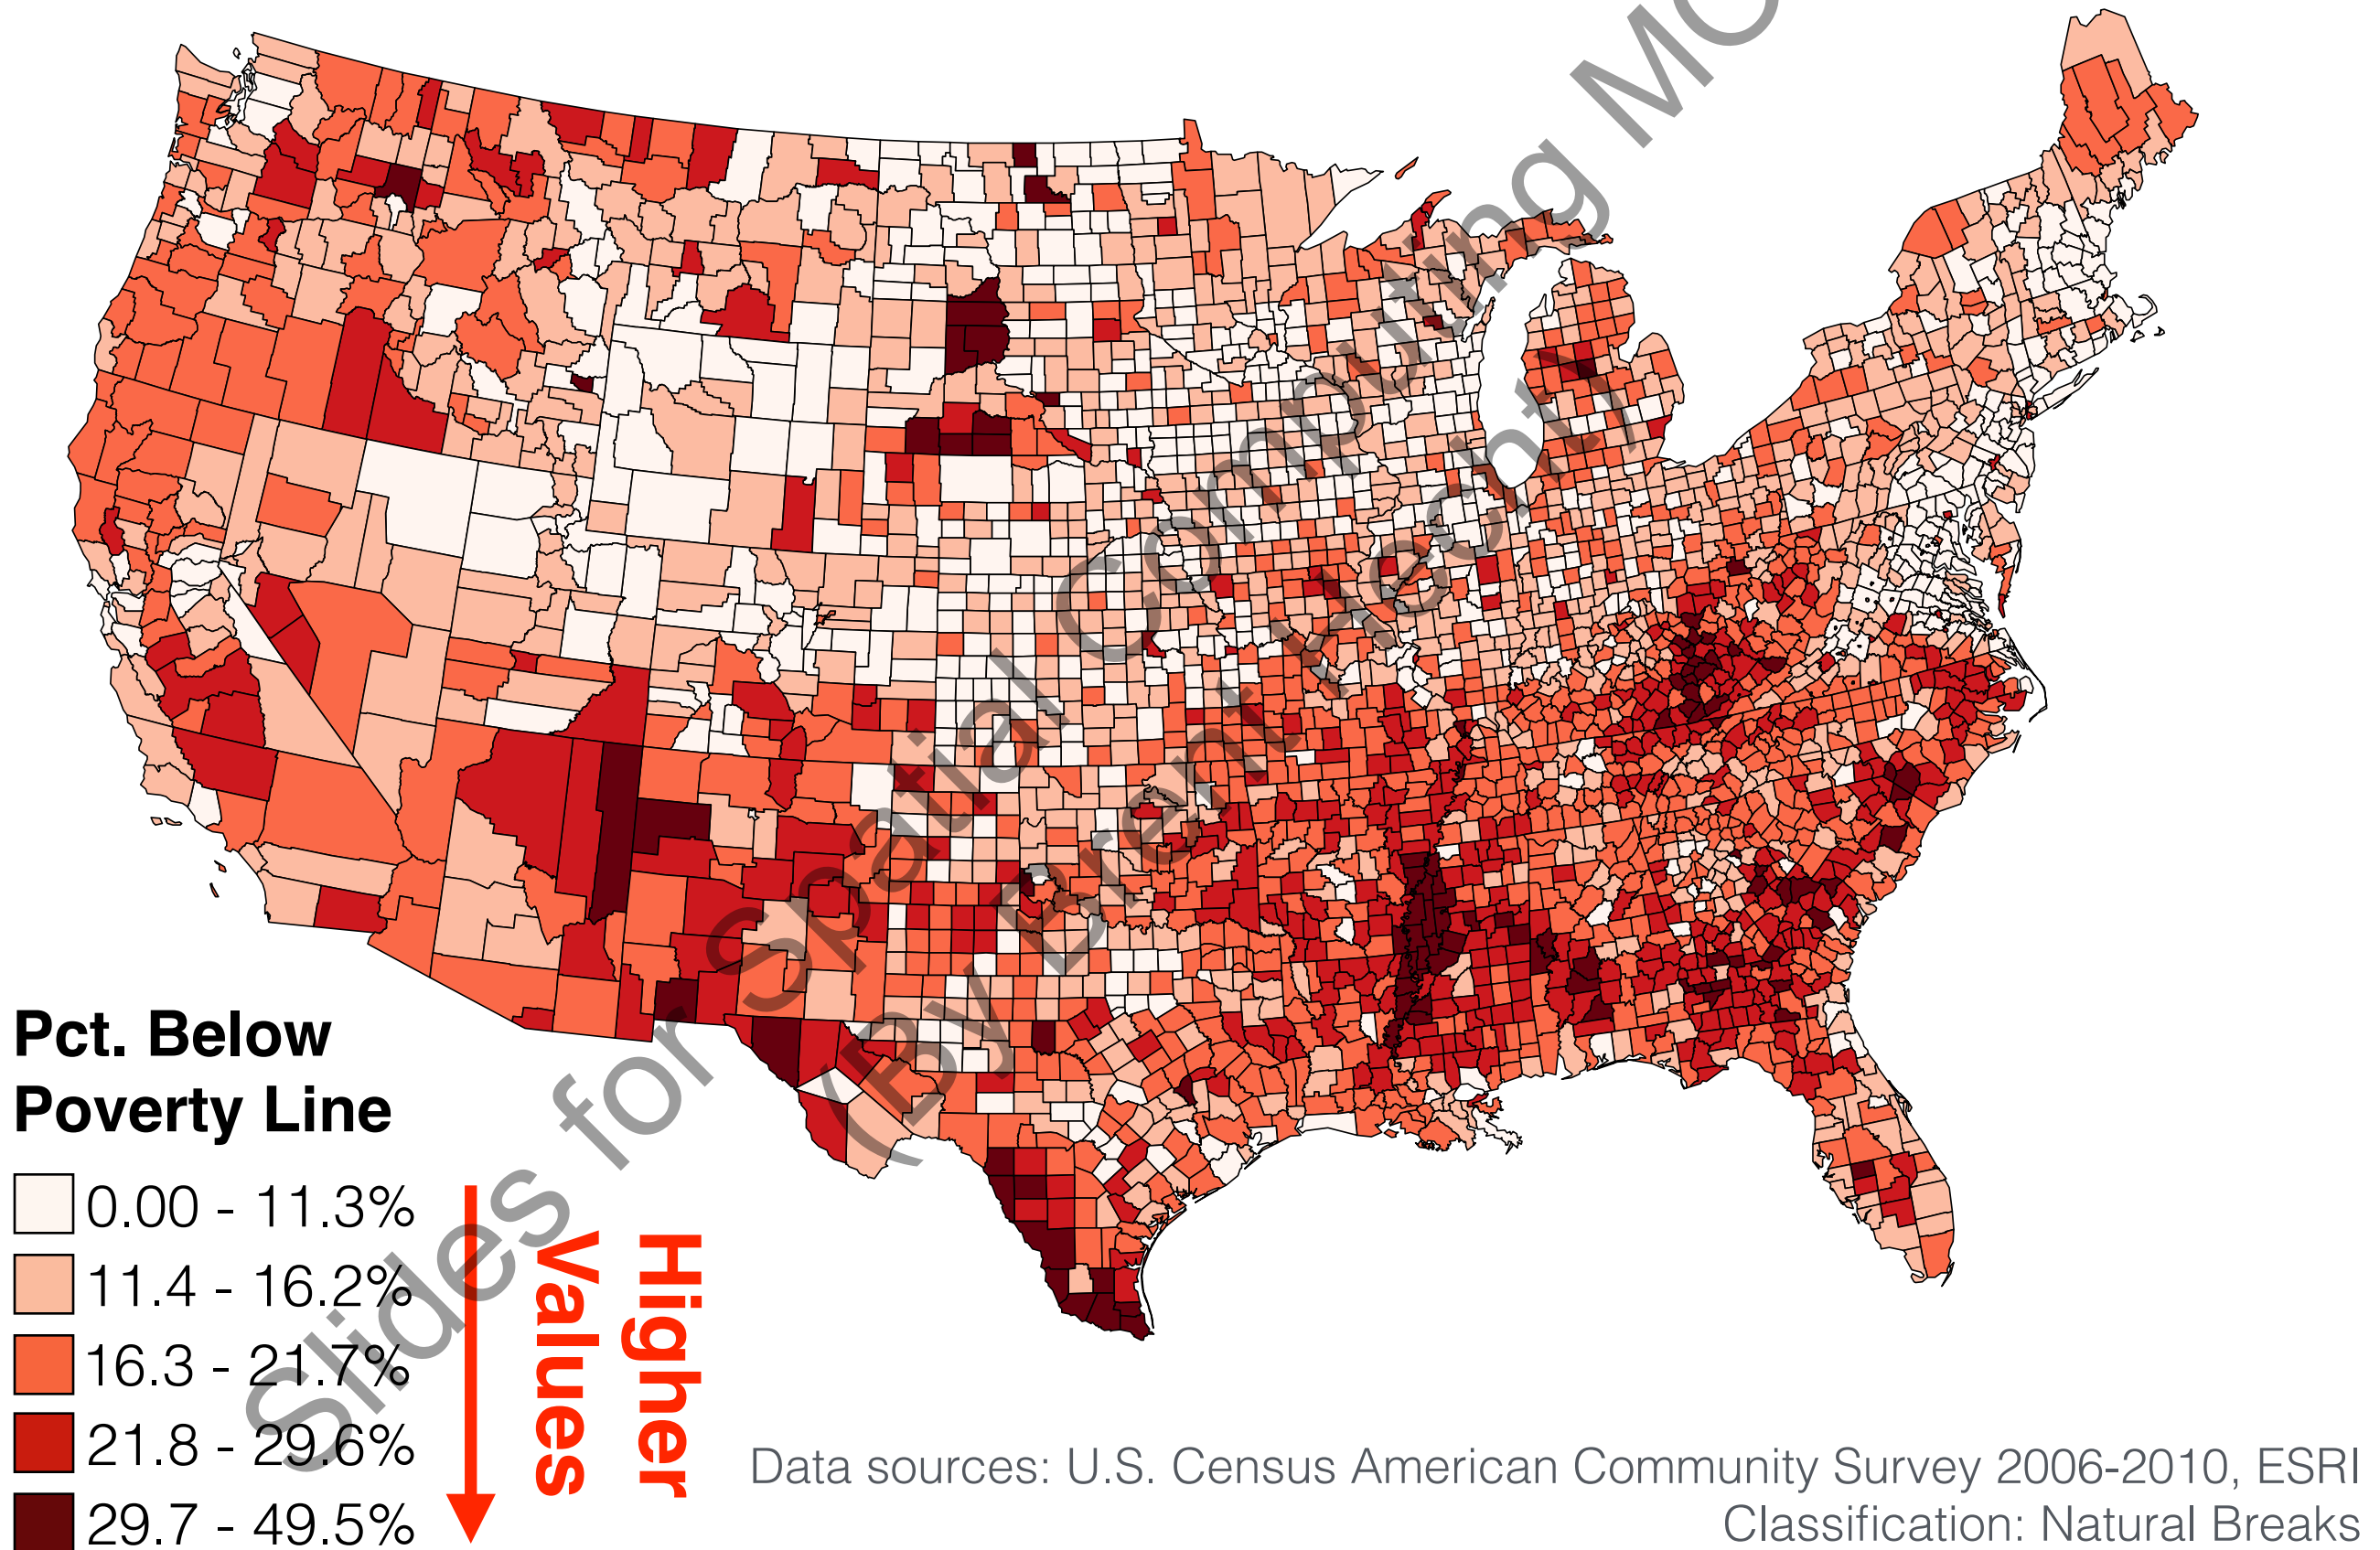 Pct. Below
Poverty Line
0.00 - 11.3%
11.4 - 16.2%
16.3 - 21.7%
21.8 - 29.6%
29.7 - 49.5%
Higher
Values
Slides for Spatial Computing MO
(By Brent Hecht)
Data sources: U.S. Census American Community Survey 2006-2010, ESRI
Classification: Natural Breaks